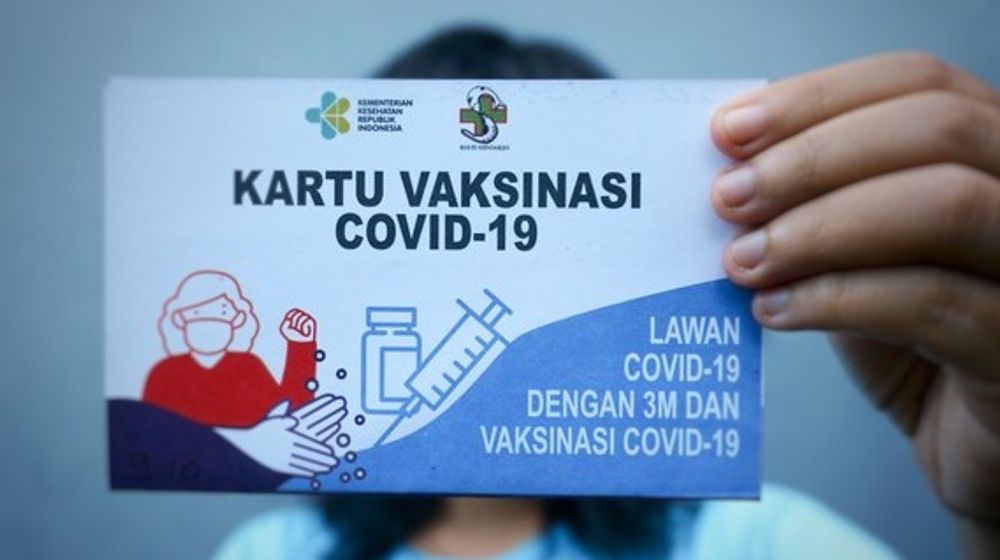 KEMENTERIAN
KESEHATAN
REPUBLIK
INDONESIA
KARTU VAKSINASI
COVID-19
LAWAN
COVID-19
DENGAN 3M DAN
VAKSINASI COVID-19